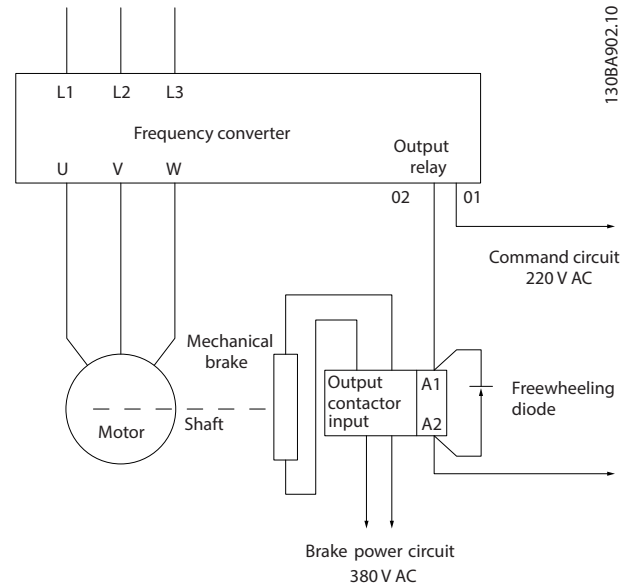 130BA902.10
L1 L2 L3
Frequency converter
Output
relay
U V W
02 01
Command circuit
220 V AC
Mechanical
brake
Output
contactor
input
A1
A2
Freewheeling
diode
Motor
Shaft
Brake power circuit
380 V AC